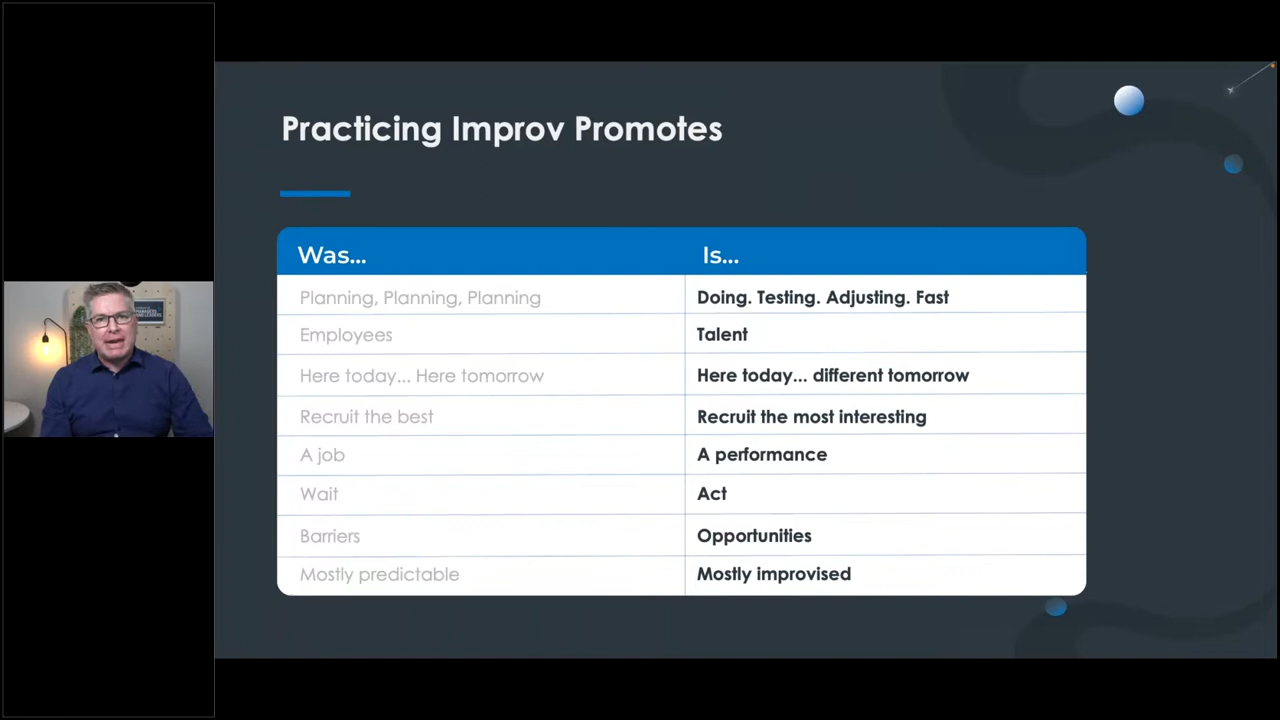 Practicing Improv Promotes
Was... Is...
Planning, Planning, Planning Doing. Testing. Adjusting. Fast
Employees Talent
Here today... Here tomorrow Here today... different tomorrow
Recruit the best Recruit the most interesting
A job A performance
Wait Act
Barriers Opportunities
Mostly predictable Mostly improvised